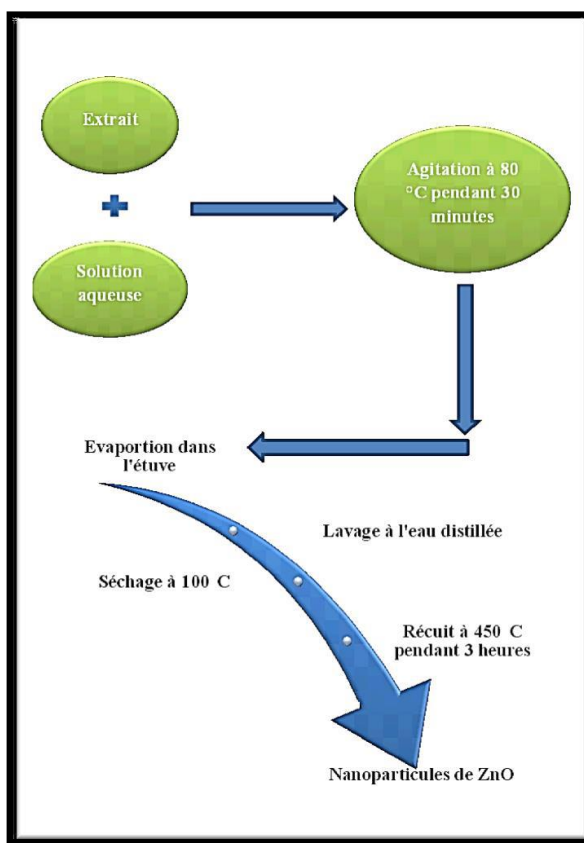 Extrait
Solution
aqueuse
Agitation à 80
°C pendant 30
minutes
Evaportion dans
l'étuve
Lavage à l'eau distillée
Séchage à 100 C
Récuit à 450 C
pendant 3 heures
Nanoparticules de ZnO